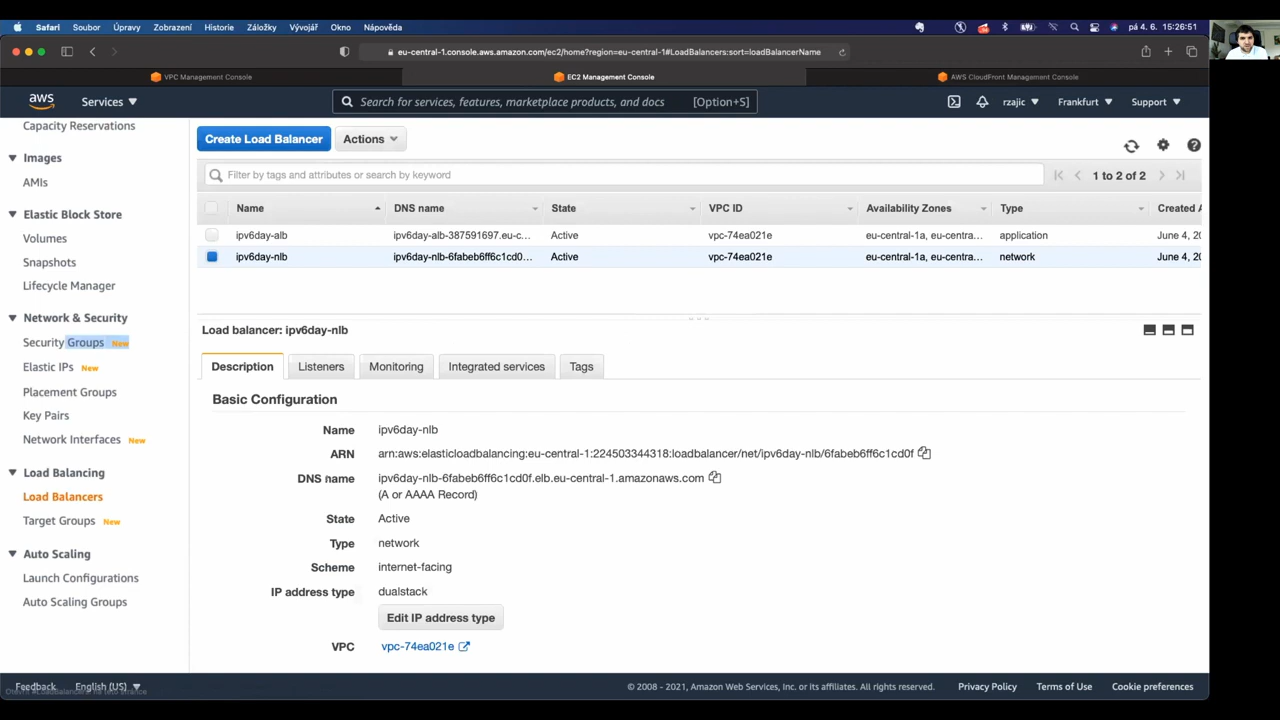 Safari Soubor Úpravy Zobrazení Historie Záložky Vývojář Okno Nápověda pá 4. 6. 15:26:51
eu-central-1.console.aws.amazon.com/ec2/home?region=eu-central-1#LoadBalancers:sort=loadBalancerName
VPC Management Console EC2 Management Console AWS CloudFront Management Console
aws Services Search for services, features, marketplace products, and docs [Option+S] rzajic Frankfurt Support
Capacity Reservations
Images
AMIs
Elastic Block Store
Volumes
Snapshots
Lifecycle Manager
Network & Security
Security Groups New
Elastic IPs New
Placement Groups
Key Pairs
Network Interfaces New
Load Balancing
Load Balancers
Target Groups New
Auto Scaling
Launch Configurations
Auto Scaling Groups
Create Load Balancer Actions
Filter by tags and attributes or search by keyword 1 to 2 of 2
Name DNS name State VPC ID Availability Zones Type Created A
ipv6day-alb ipv6day-alb-387591697.eu-c... Active vpc-74ea021e eu-central-1a, eu-centra... application June 4, 20
ipv6day-nlb ipv6day-nlb-6fabeb6ff6c1cd0... Active vpc-74ea021e eu-central-1a, eu-centra... network June 4, 20
Load balancer: ipv6day-nlb
Description Listeners Monitoring Integrated services Tags
Basic Configuration
Name ipv6day-nlb
ARN arn:aws:elasticloadbalancing:eu-central-1:224503344318:loadbalancer/net/ipv6day-nlb/6fabeb6ff6c1cd0f
DNS name ipv6day-nlb-6fabeb6ff6c1cd0f.elb.eu-central-1.amazonaws.com
(A or AAAA Record)
State Active
Type network
Scheme internet-facing
IP address type dualstack
Edit IP address type
VPC vpc-74ea021e
Feedback English (US) © 2008 - 2021, Amazon Web Services, Inc. or its affiliates. All rights reserved. Privacy Policy Terms of Use Cookie preferences